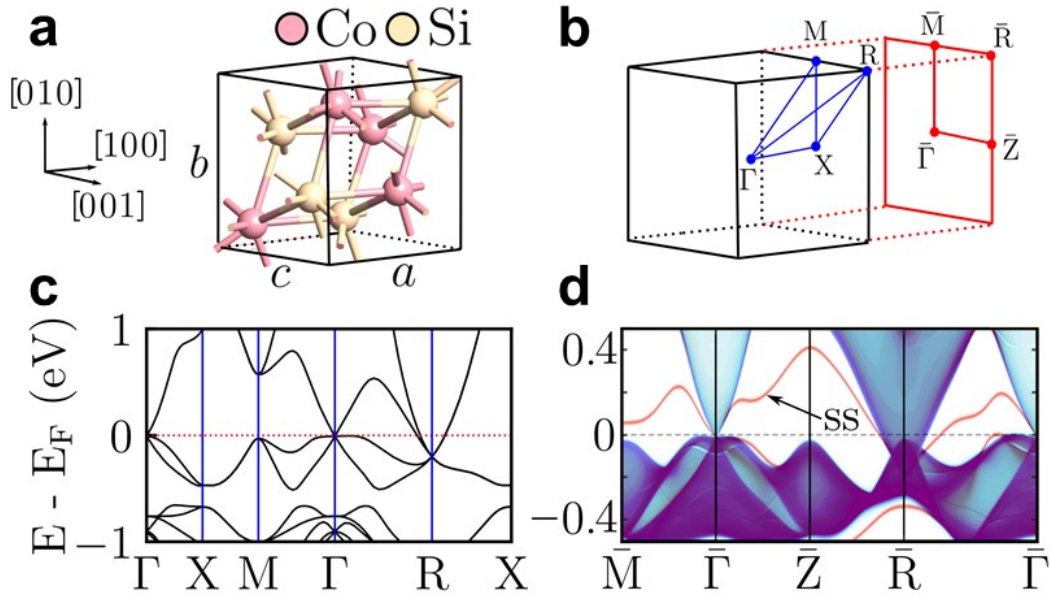 a
Co Si
[010]
[100]
[001]
b
c
a
b
M
R
Γ
X
M̄
R̄
Γ̄
Z̄
c
E - E_F (eV)
1
0
−1
Γ X M Γ R X
d
0.4
0
−0.4
SS
M̄ Γ̄ Z̄ R̄ Γ̄